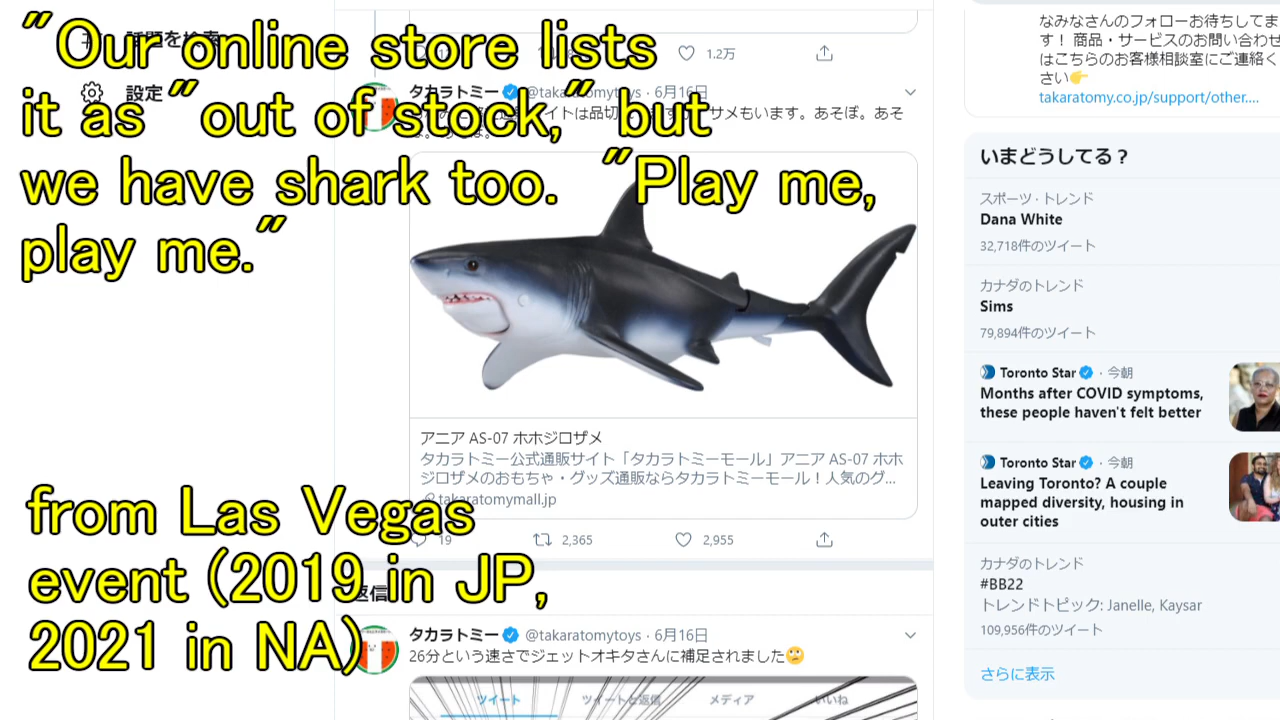 "Our online store lists
it as "out of stock," but
we have shark too. "Play me,
play me."
from Las Vegas
event (2019 in JP,
2021 in NA)
設定
1.2万
タカラトミー @takaratomytoys · 6月16日
サメもいます。あそぼ。あそ
アニア AS-07 ホホジロザメ
タカラトミー公式通販サイト「タカラトミーモール」アニア AS-07 ホホ
ジロザメのおもちゃ・グッズ通販ならタカラトミーモール！人気のグ...
takaratomymall.jp
19 2,365 2,955
返信
タカラトミー @takaratomytoys · 6月16日
26分という速さでジェットオキタさんに補足されました🙄
ツイート ツイートと返信 メディア いいね
なみなさんのフォローお待ちしてま
す！ 商品・サービスのお問い合わせ
はこちらのお客様相談室にご連絡く
ださい👉
takaratomy.co.jp/support/other....
いまどうしてる？
スポーツ · トレンド
Dana White
32,718件のツイート
カナダのトレンド
Sims
79,894件のツイート
Toronto Star · 今朝
Months after COVID symptoms,
these people haven't felt better
Toronto Star · 今朝
Leaving Toronto? A couple
mapped diversity, housing in
outer cities
カナダのトレンド
#BB22
トレンドトピック: Janelle, Kaysar
109,956件のツイート
さらに表示